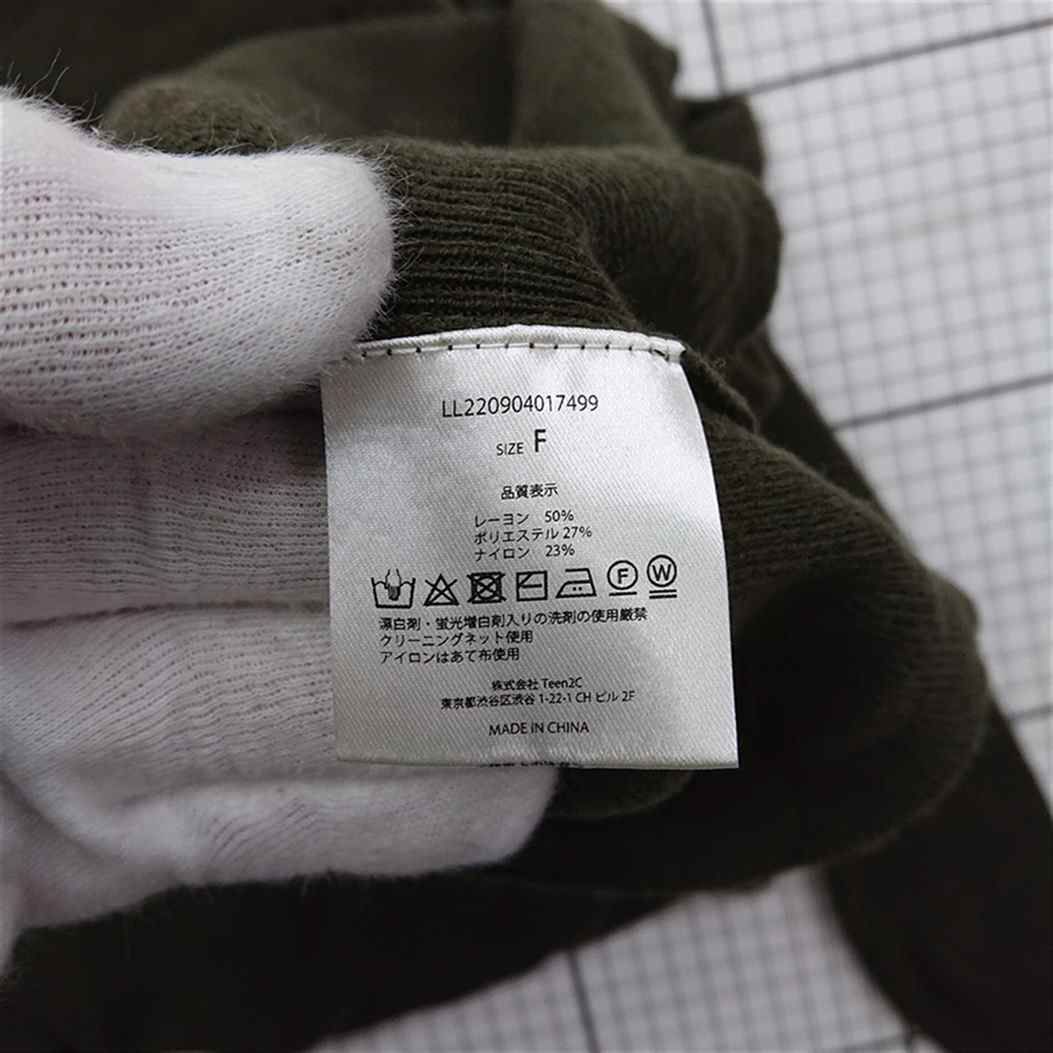 LL220904017499
SIZE F
品質表示
レーヨン 50%
ポリエステル 27%
ナイロン 23%
F W
漂白剤・蛍光増白剤入りの洗剤の使用厳禁
クリーニングネット使用
アイロンはあて布使用
株式会社 Teen2C
東京都渋谷区渋谷 1-22-1 CH ビル 2F
MADE IN CHINA